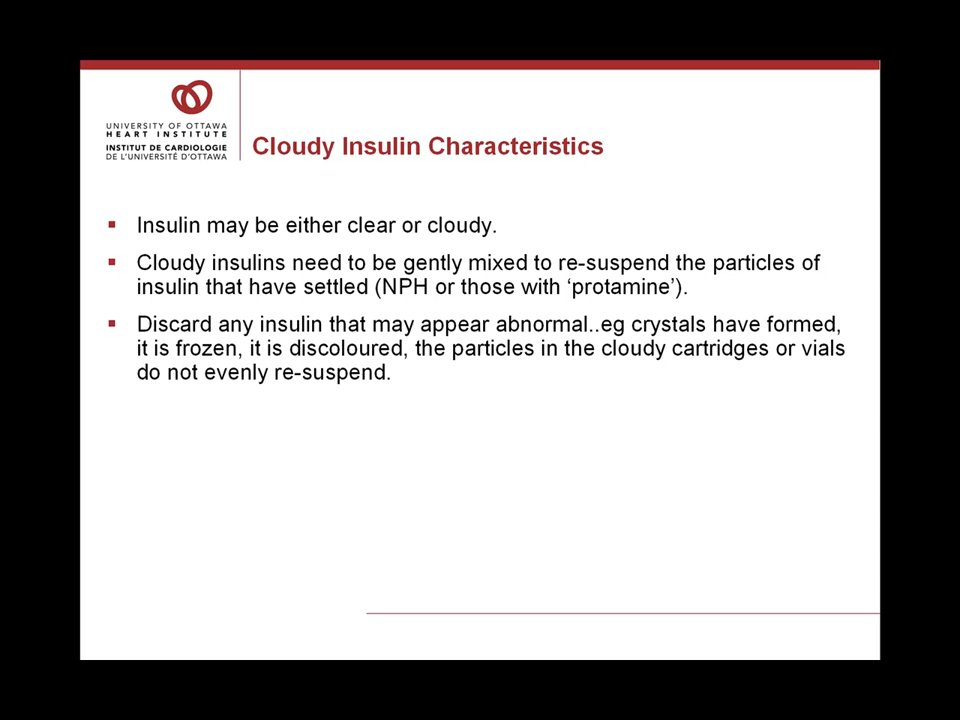 UNIVERSITY OF OTTAWA
HEART INSTITUTE
INSTITUT DE CARDIOLOGIE
DE L'UNIVERSITÉ D'OTTAWA
Cloudy Insulin Characteristics
Insulin may be either clear or cloudy.
Cloudy insulins need to be gently mixed to re-suspend the particles of
insulin that have settled (NPH or those with ‘protamine’).
Discard any insulin that may appear abnormal..eg crystals have formed,
it is frozen, it is discoloured, the particles in the cloudy cartridges or vials
do not evenly re-suspend.